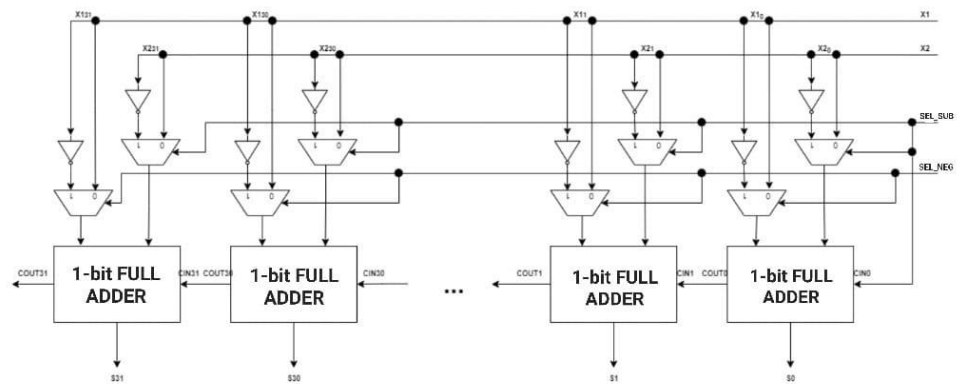 X1₃₁ X1₃₀ X1₁ X1₀ X1
X2₃₁ X2₃₀ X2₁ X2₀ X2
SEL_SUB
1 0 1 0 1 0 1 0
SEL_NEG
1 0 1 0 1 0 1 0
COUT31 1-bit FULL ADDER CIN31 COUT30 1-bit FULL ADDER CIN30 ... COUT1 1-bit FULL ADDER CIN1 COUT0 1-bit FULL ADDER CIN0
S31 S30 S1 S0